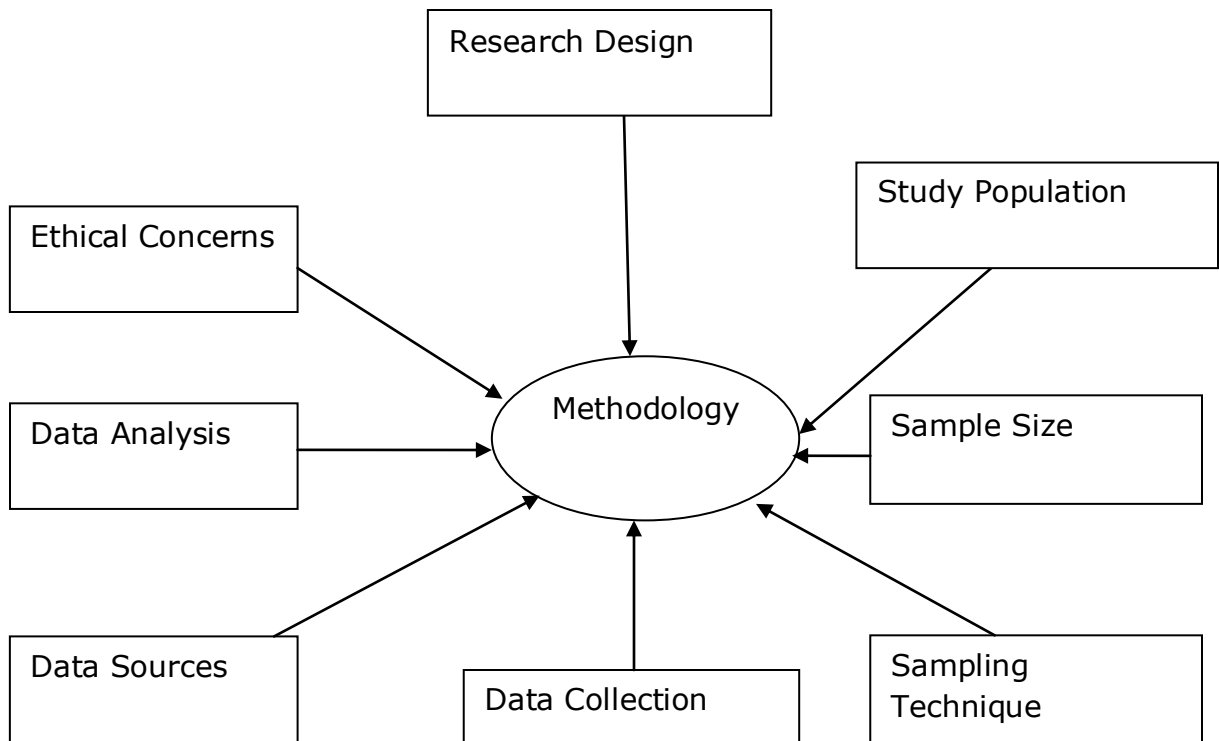 Research Design
Study Population
Ethical Concerns
Methodology
Data Analysis
Sample Size
Data Sources
Data Collection
Sampling
Technique